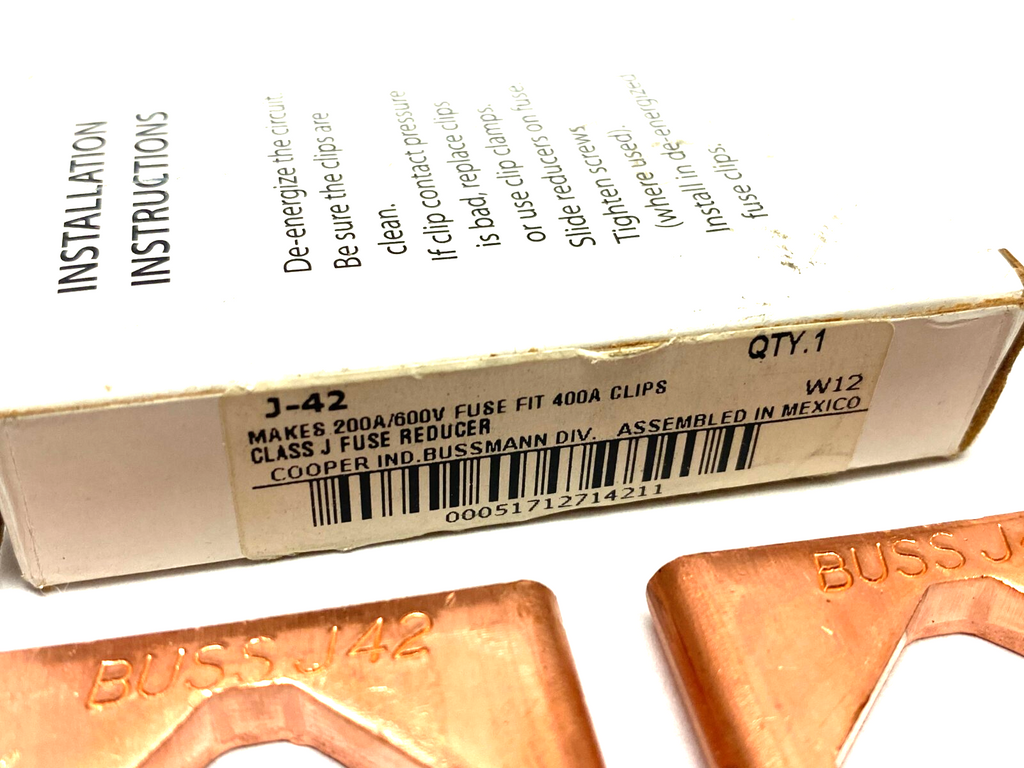 INSTALLATION
INSTRUCTIONS
De-energize the circuit.
Be sure the clips are
clean.
If clip contact pressure
is bad, replace clips
or use clip clamps.
Slide reducers on fuse
Tighten screws
(where used).
Install in de-energized
fuse clips.
QTY.1
J-42
MAKES 200A/600V FUSE FIT 400A CLIPS
W12
CLASS J FUSE REDUCER
COOPER IND.BUSSMANN DIV. ASSEMBLED IN MEXICO
00051712714211
BUSS J42
BUSS J4